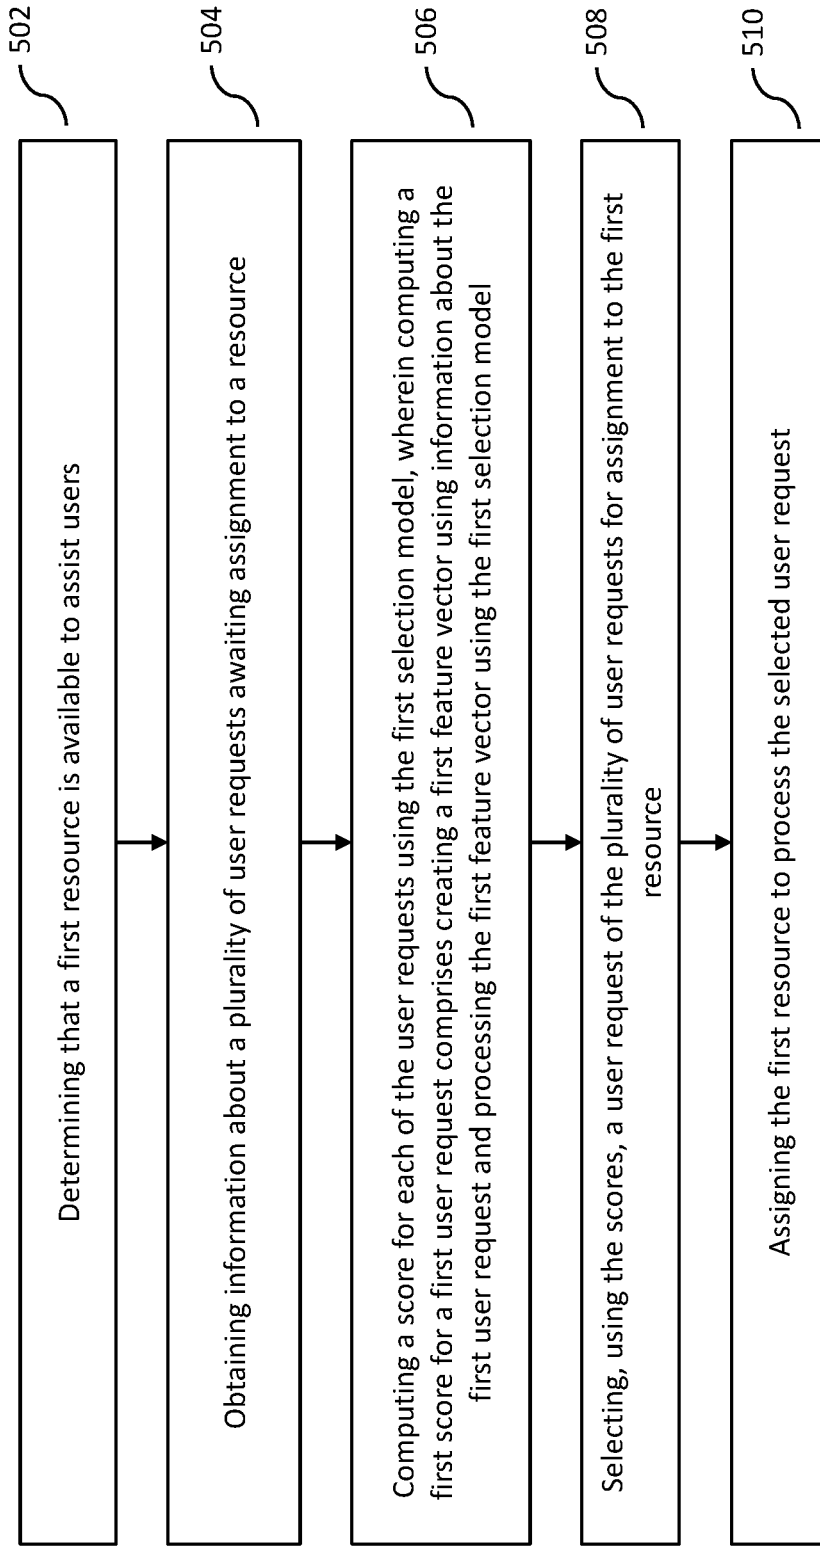 502
Determining that a first resource is available to assist users
504
Obtaining information about a plurality of user requests awaiting assignment to a resource
506
Computing a score for each of the user requests using the first selection model, wherein computing a
first score for a first user request comprises creating a first feature vector using information about the
first user request and processing the first feature vector using the first selection model
508
Selecting, using the scores, a user request of the plurality of user requests for assignment to the first
resource
510
Assigning the first resource to process the selected user request